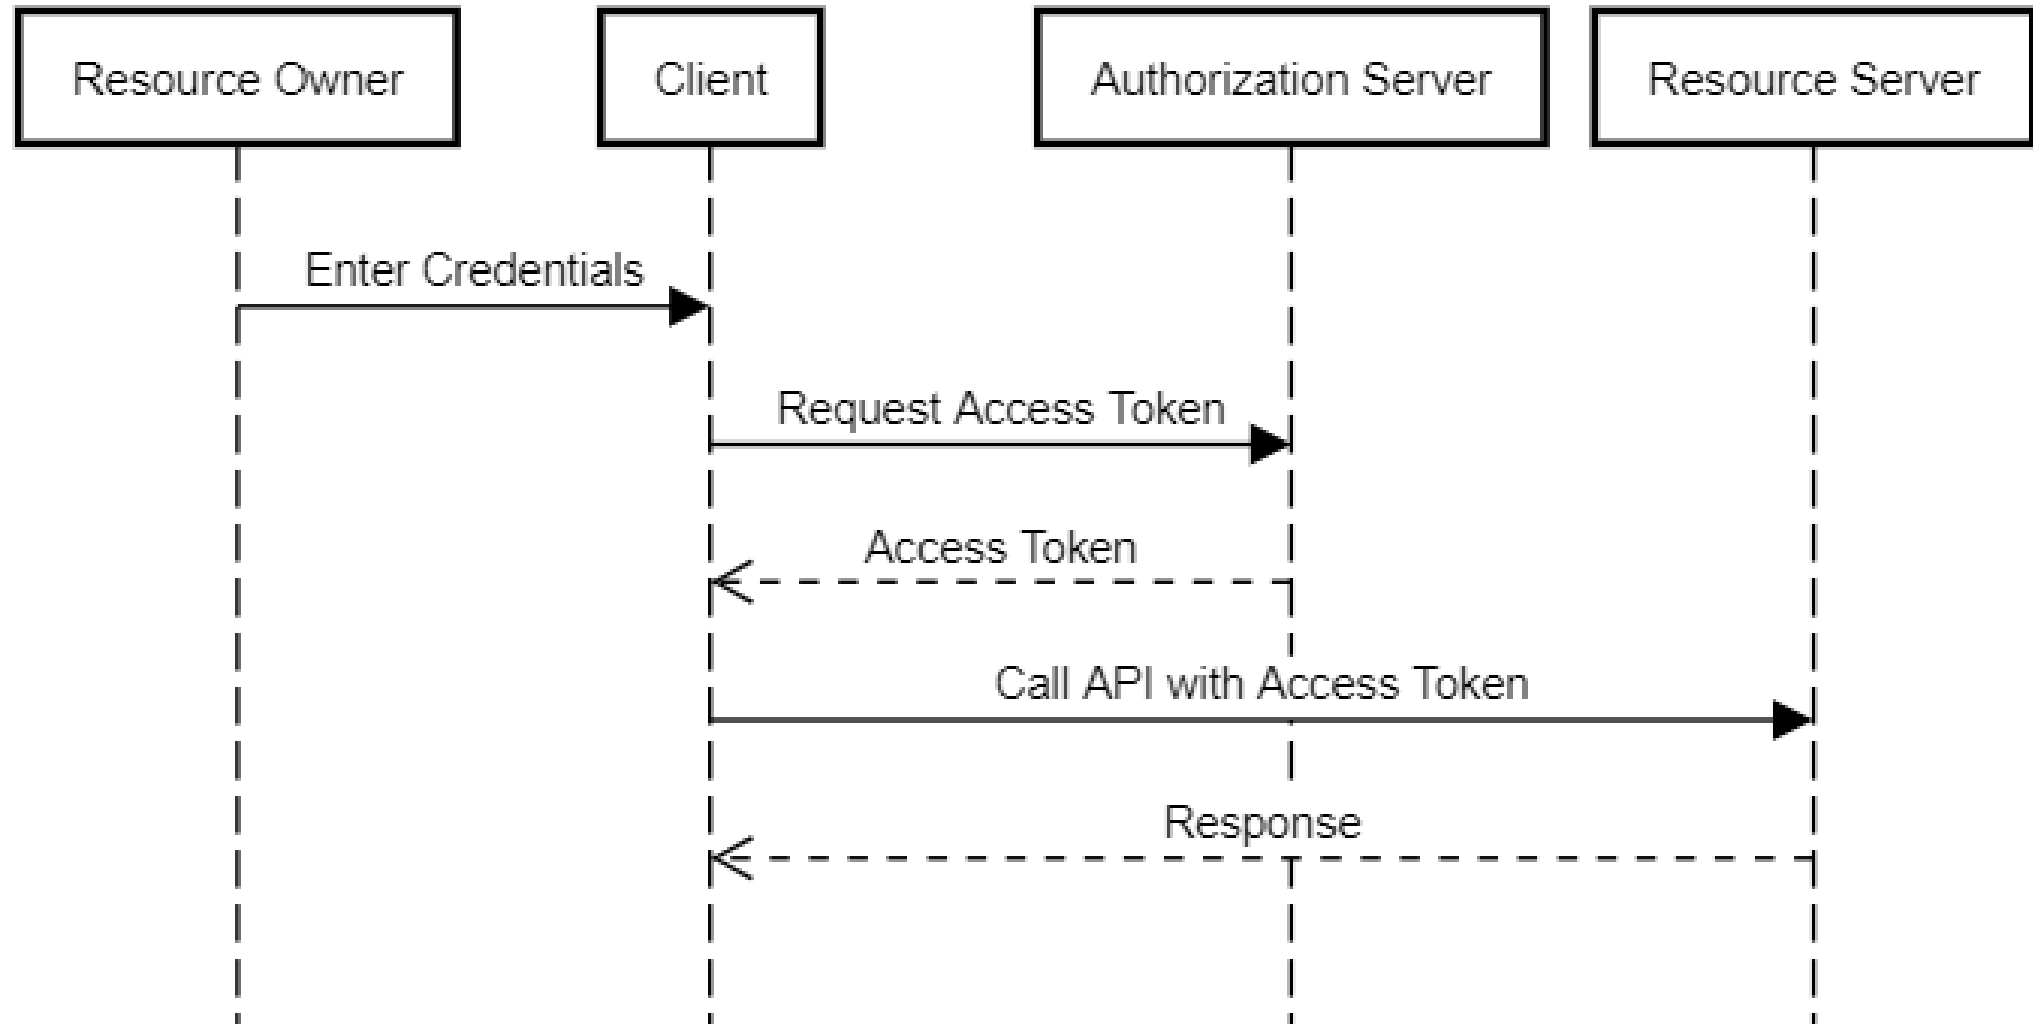 Resource Owner
Client
Authorization Server
Resource Server
Enter Credentials
Request Access Token
Access Token
Call API with Access Token
Response